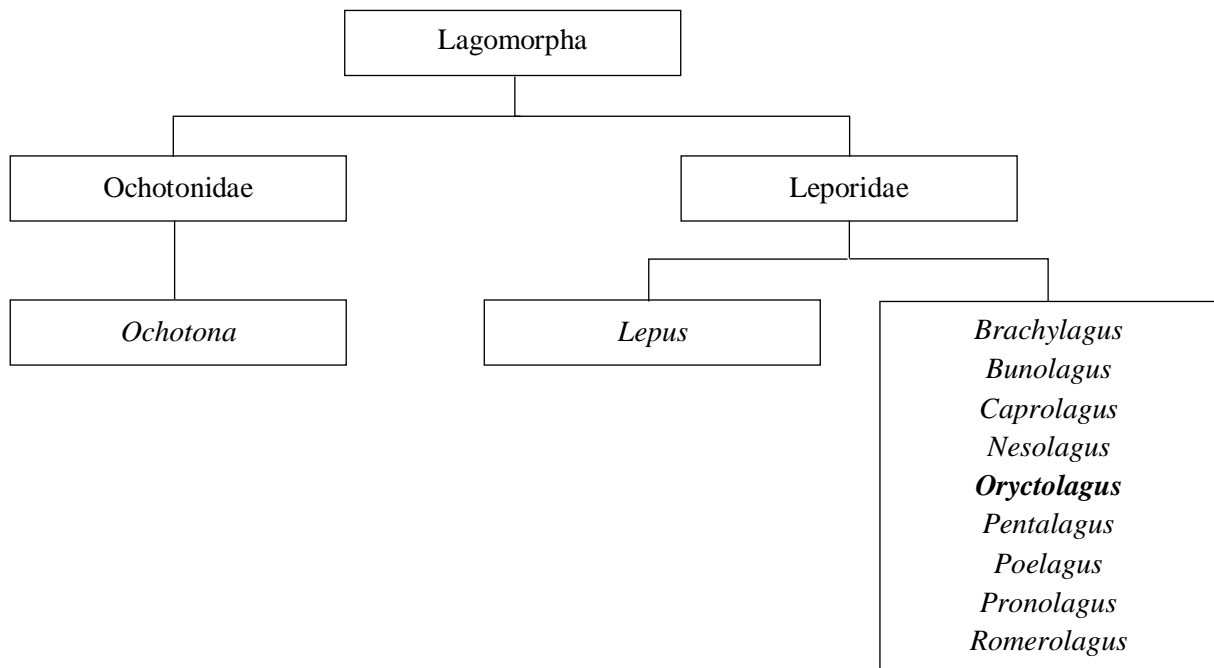 Lagomorpha
Ochotonidae
Leporidae
Ochotona
Lepus
Brachylagus
Bunolagus
Caprolagus
Nesolagus
Oryctolagus
Pentalagus
Poelagus
Pronolagus
Romerolagus